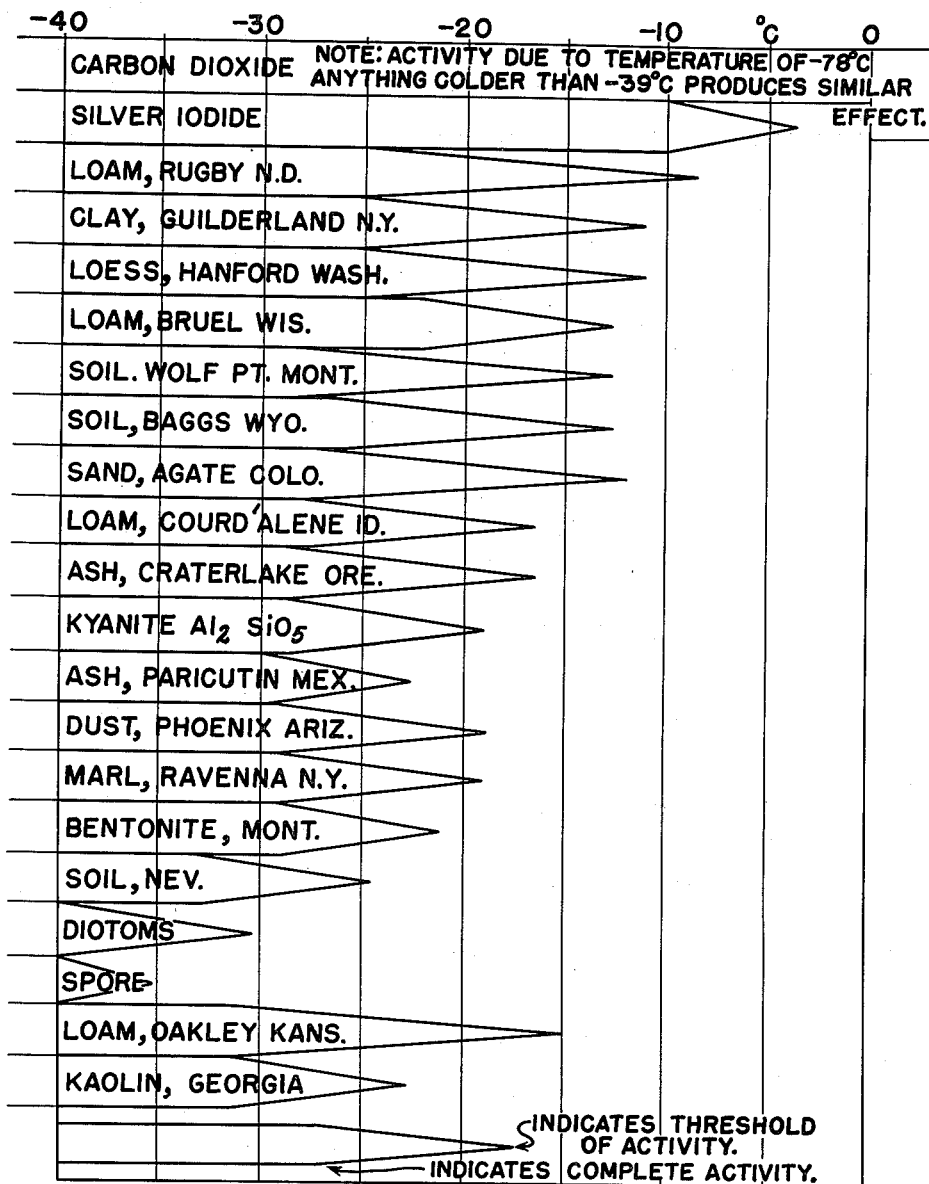 -40 -30 -20 -10 °C 0
CARBON DIOXIDE NOTE: ACTIVITY DUE TO TEMPERATURE OF -78°C
ANYTHING COLDER THAN -39°C PRODUCES SIMILAR
SILVER IODIDE EFFECT.
LOAM, RUGBY N.D.
CLAY, GUILDERLAND N.Y.
LOESS, HANFORD WASH.
LOAM, BRUEL WIS.
SOIL. WOLF PT. MONT.
SOIL, BAGGS WYO.
SAND, AGATE COLO.
LOAM, COURD'ALENE ID.
ASH, CRATERLAKE ORE.
KYANITE Al₂ SiO₅
ASH, PARICUTIN MEX.
DUST, PHOENIX ARIZ.
MARL, RAVENNA N.Y.
BENTONITE, MONT.
SOIL, NEV.
DIOTOMS
SPORE
LOAM, OAKLEY KANS.
KAOLIN, GEORGIA
INDICATES THRESHOLD
OF ACTIVITY.
INDICATES COMPLETE ACTIVITY.